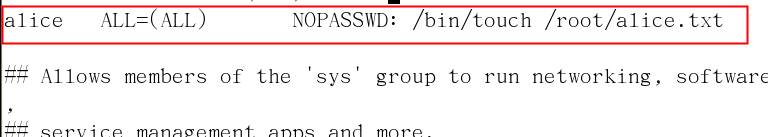 alice ALL=(ALL) NOPASSWD: /bin/touch /root/alice.txt
## Allows members of the 'sys' group to run networking, software
,
## service management apps and more.